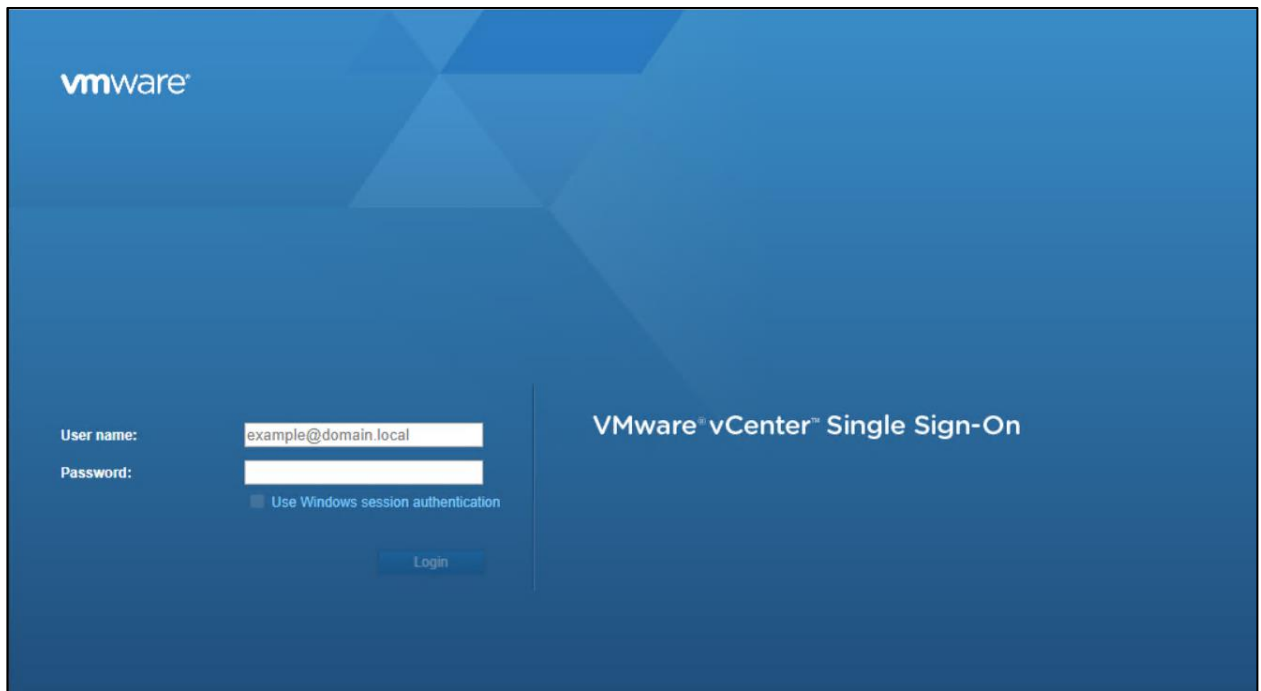 vmware®
User name:
example@domain.local
VMware® vCenter™ Single Sign-On
Password:
Use Windows session authentication
Login